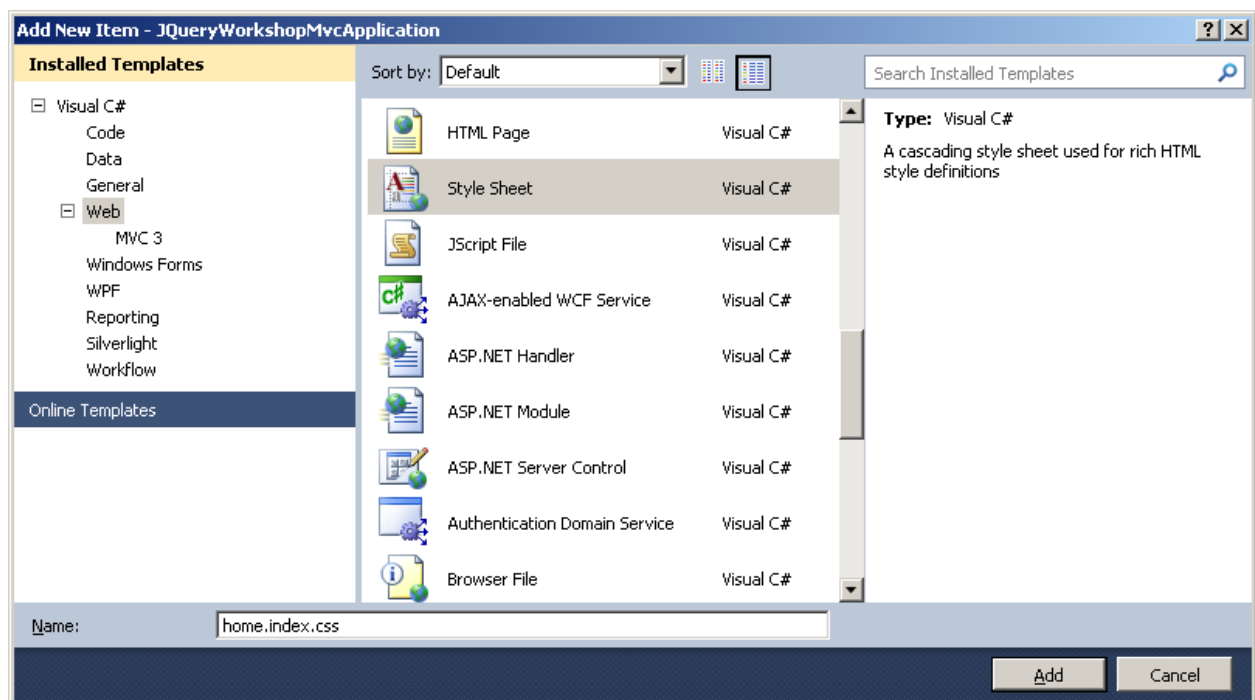 Add New Item - JQueryWorkshopMvcApplication
Installed Templates
Sort by: Default
Search Installed Templates
Visual C#
Code
Data
General
Web
MVC 3
Windows Forms
WPF
Reporting
Silverlight
Workflow
Online Templates
HTML Page Visual C#
Style Sheet Visual C#
JScript File Visual C#
AJAX-enabled WCF Service Visual C#
ASP.NET Handler Visual C#
ASP.NET Module Visual C#
ASP.NET Server Control Visual C#
Authentication Domain Service Visual C#
Browser File Visual C#
Type: Visual C#
A cascading style sheet used for rich HTML
style definitions
Name: home.index.css
Add Cancel